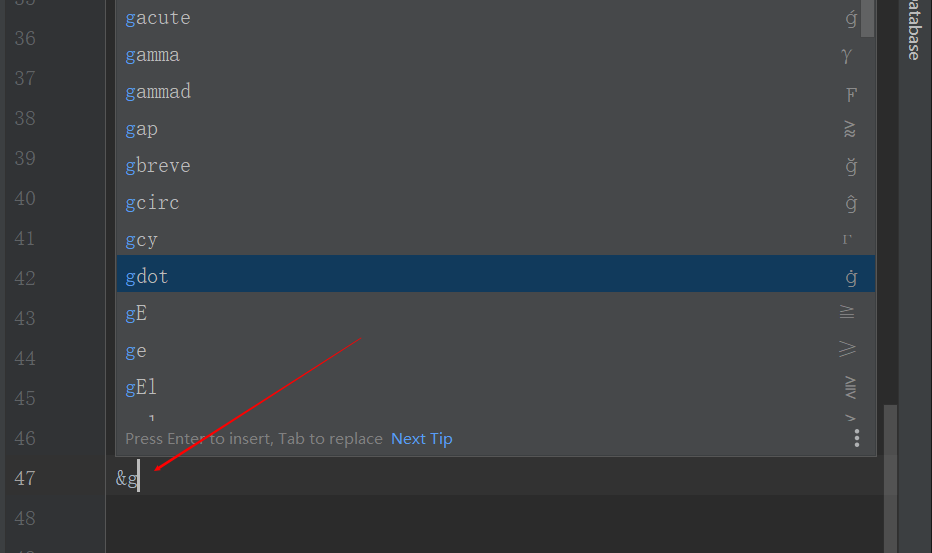 36
37
38
39
40
41
42
43
44
45
46
47
48
gacute ǵ
gamma γ
gammad ϝ
gap ⪆
gbreve ğ
gcirc ĝ
gcy г
gdot ġ
gE ≧
ge ⩾
gEl ⪌
Press Enter to insert, Tab to replace Next Tip
&g
Database